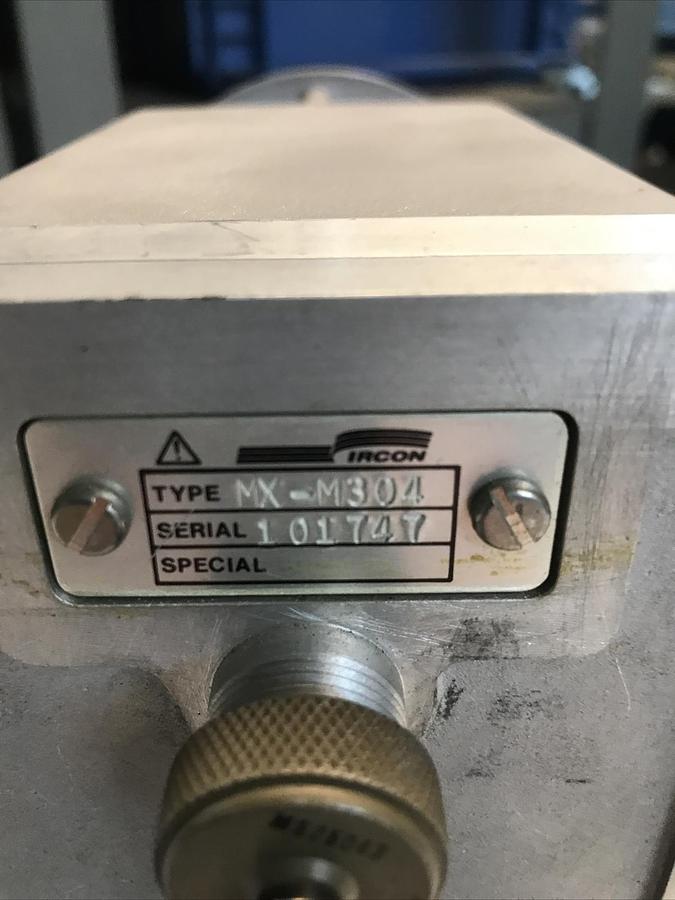 IRCON
TYPE MX-M304
SERIAL 101747
SPECIAL